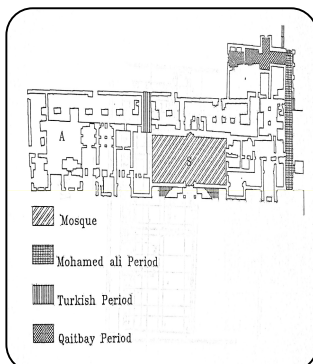 A
S
Mosque
Mohamed ali Period
Turkish Period
Qaitbay Period